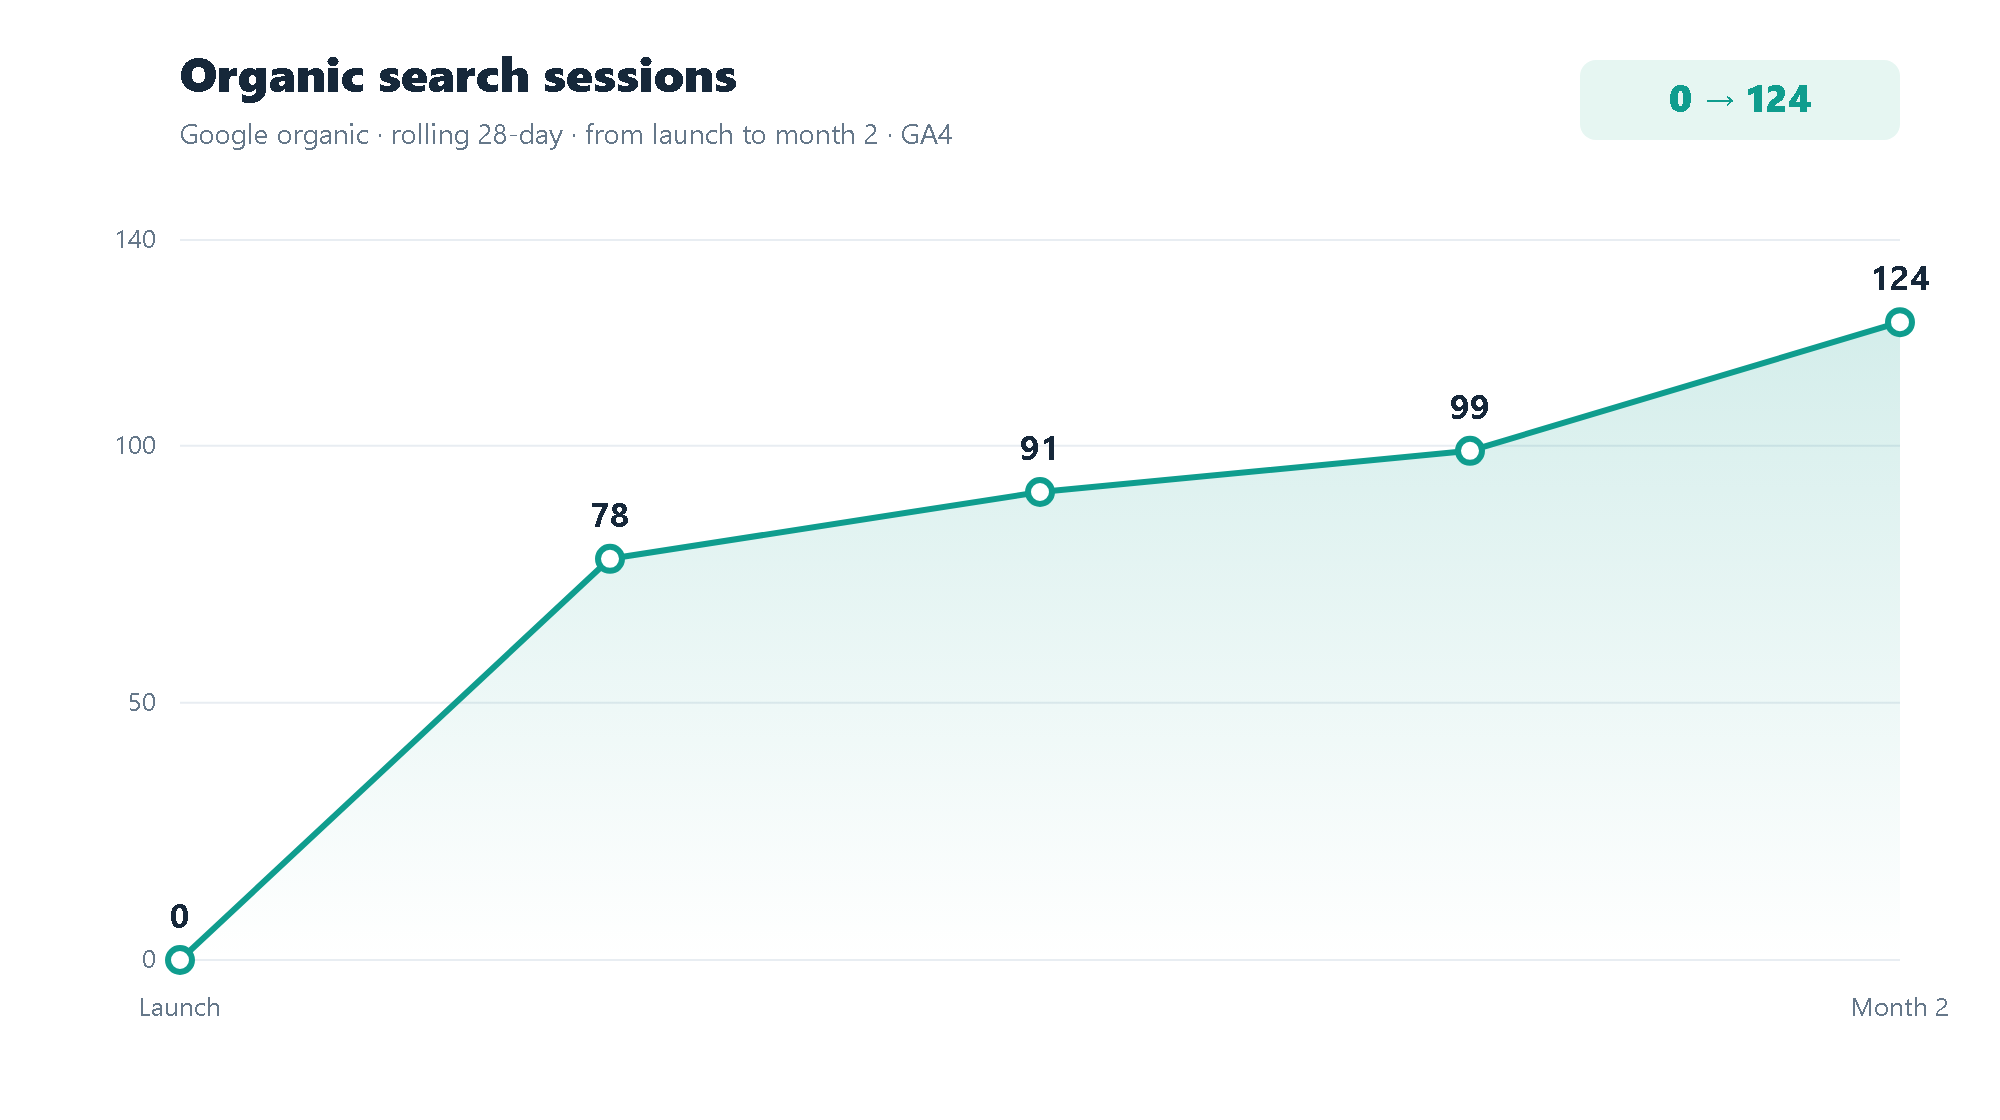 Organic search sessions
0 → 124
Google organic · rolling 28-day · from launch to month 2 · GA4
140
124
99
100
91
78
50
0
0
Launch
Month 2